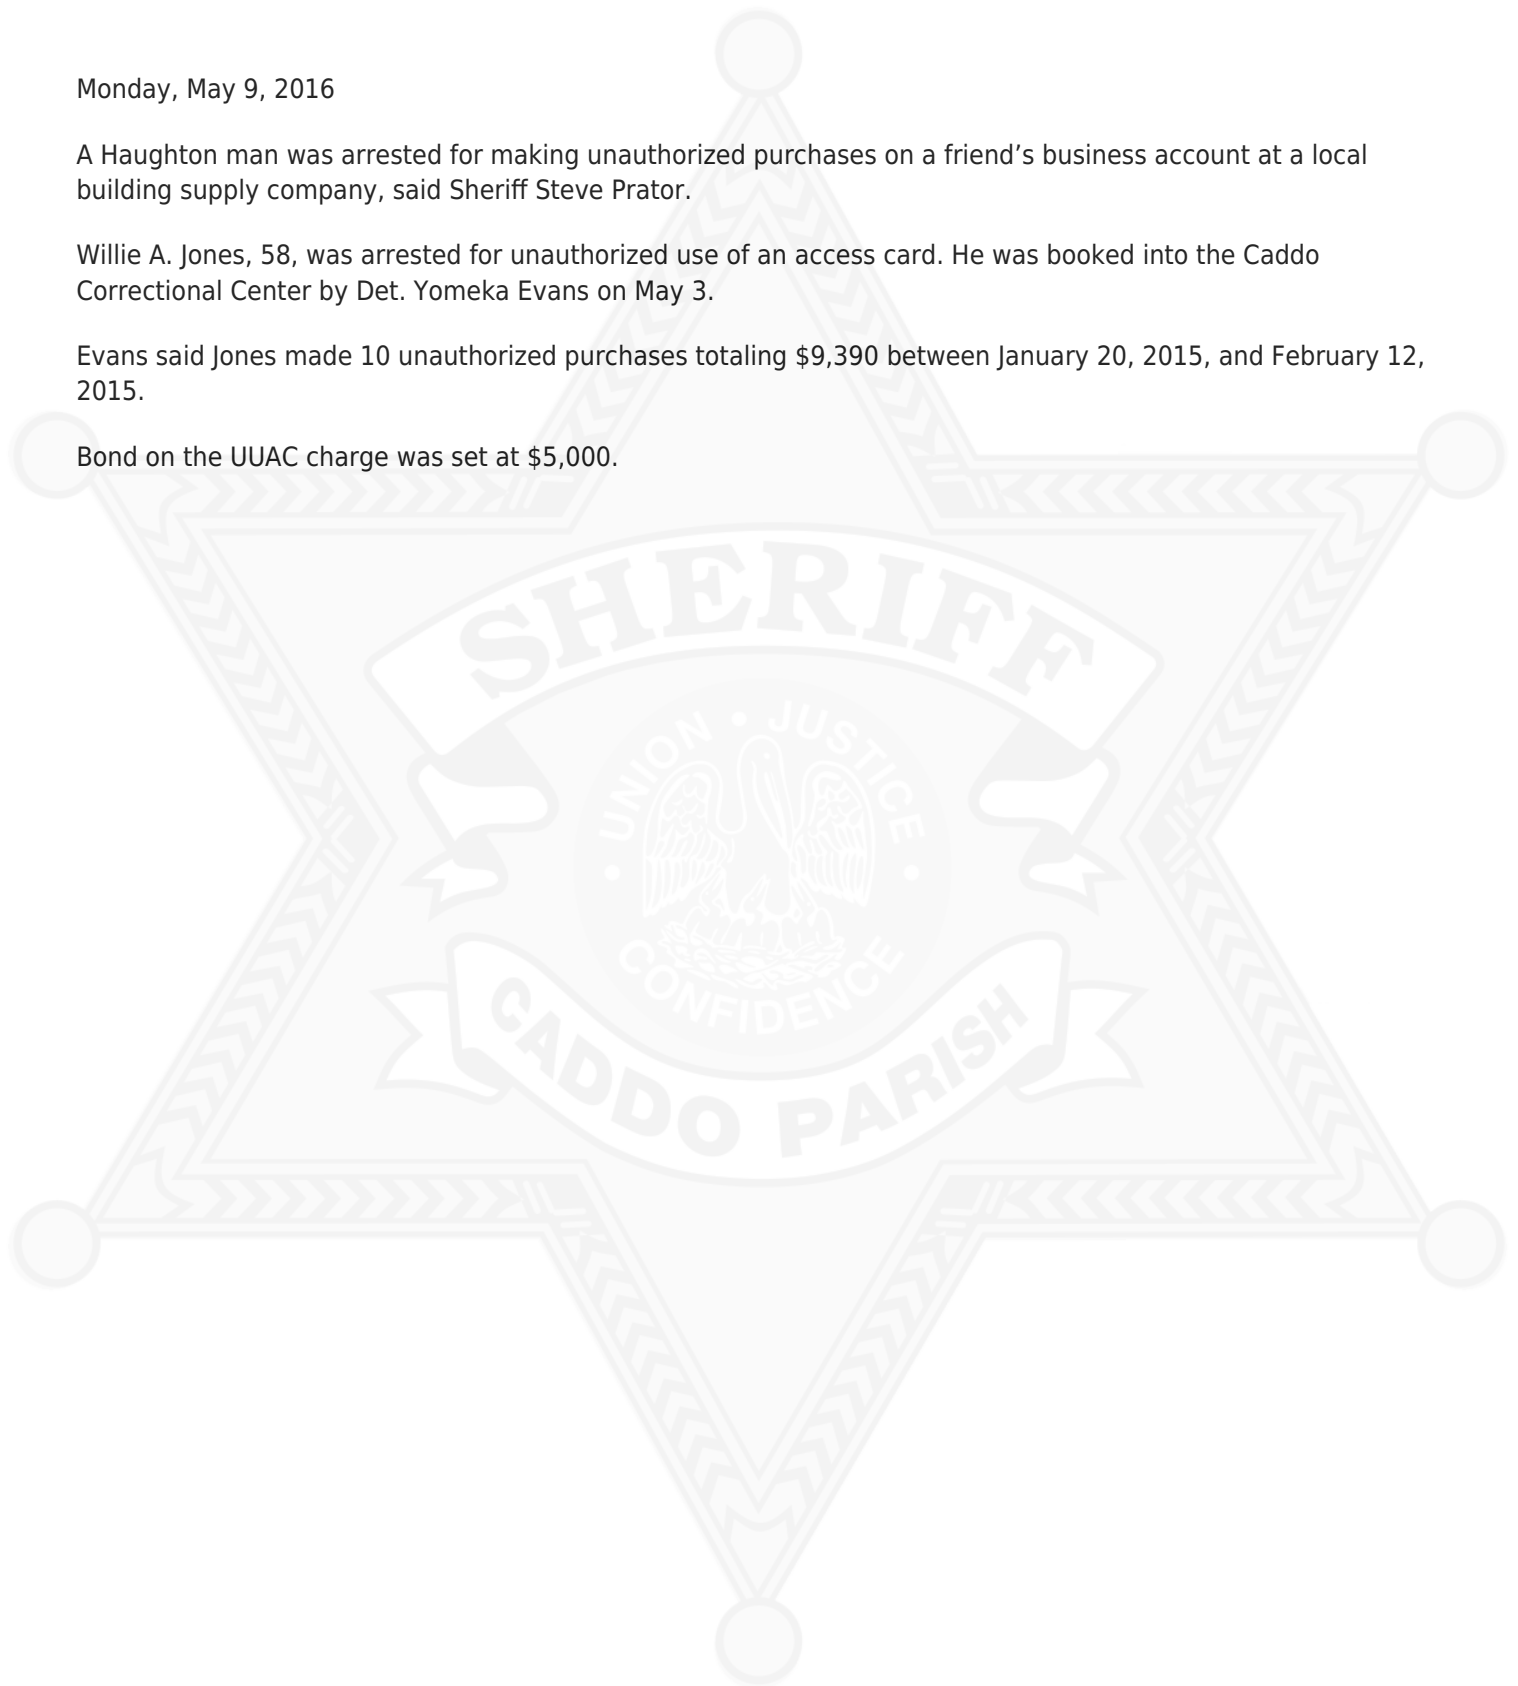 Monday, May 9, 2016
A Haughton man was arrested for making unauthorized purchases on a friend’s business account at a local
building supply company, said Sheriff Steve Prator.
Willie A. Jones, 58, was arrested for unauthorized use of an access card. He was booked into the Caddo
Correctional Center by Det. Yomeka Evans on May 3.
Evans said Jones made 10 unauthorized purchases totaling $9,390 between January 20, 2015, and February 12,
2015.
Bond on the UUAC charge was set at $5,000.
SHERIFF
UNION • JUSTICE
• CONFIDENCE •
CADDO PARISH